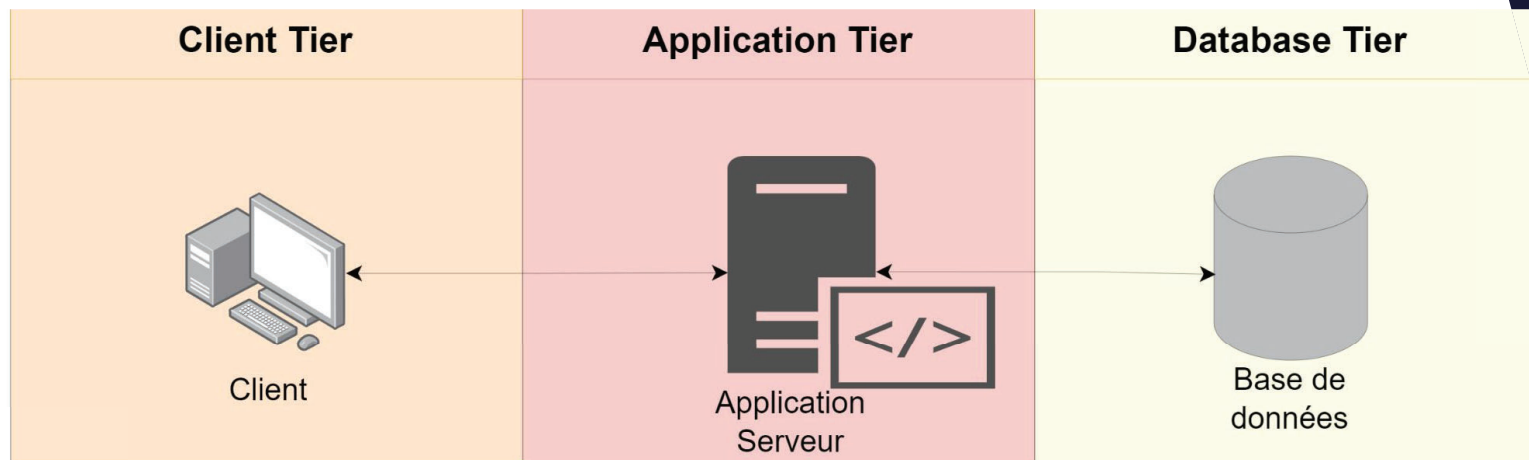 Client Tier
Application Tier
Database Tier
</>
Client
Application
Serveur
Base de
données